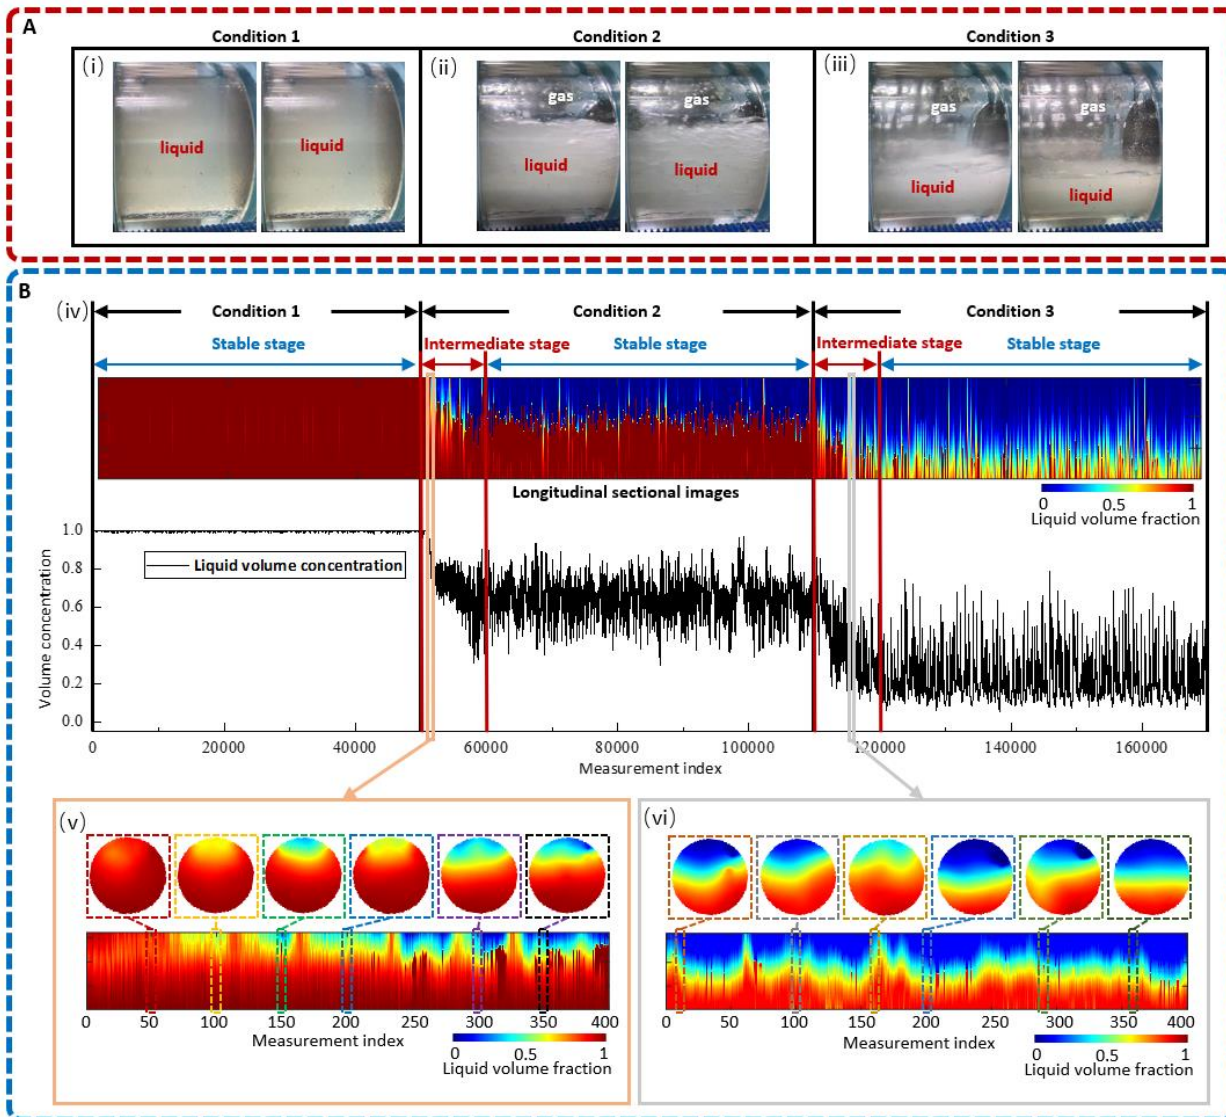 A
Condition 1
Condition 2
Condition 3
(i)
(ii)
(iii)
gas
gas
gas
gas
liquid
liquid
liquid
liquid
liquid
liquid
B
(iv)
Condition 1
Condition 2
Condition 3
Stable stage
Intermediate stage
Stable stage
Intermediate stage
Stable stage
Longitudinal sectional images
0 0.5 1
Liquid volume fraction
Volume concentration
1.0
0.8
0.6
0.4
0.2
0.0
Liquid volume concentration
0 20000 40000 60000 80000 100000 120000 140000 160000
Measurement index
(v)
0 50 100 150 200 250 300 350 400
Measurement index
0 0.5 1
Liquid volume fraction
(vi)
0 50 100 150 200 250 300 350 400
Measurement index
0 0.5 1
Liquid volume fraction